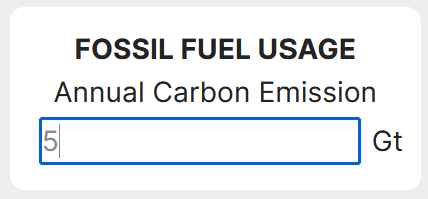 FOSSIL FUEL USAGE
Annual Carbon Emission
5 Gt